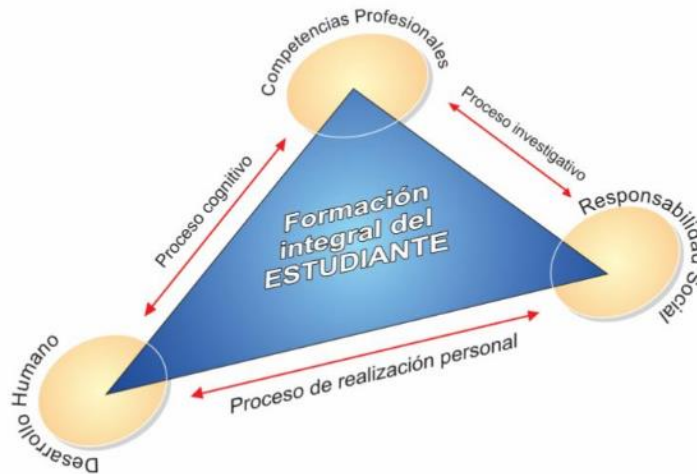 Competencias Profesionales
Proceso investigativo
Proceso cognitivo
Responsabilidad Social
Formación
integral del
ESTUDIANTE
Proceso de realización personal
Desarrollo Humano